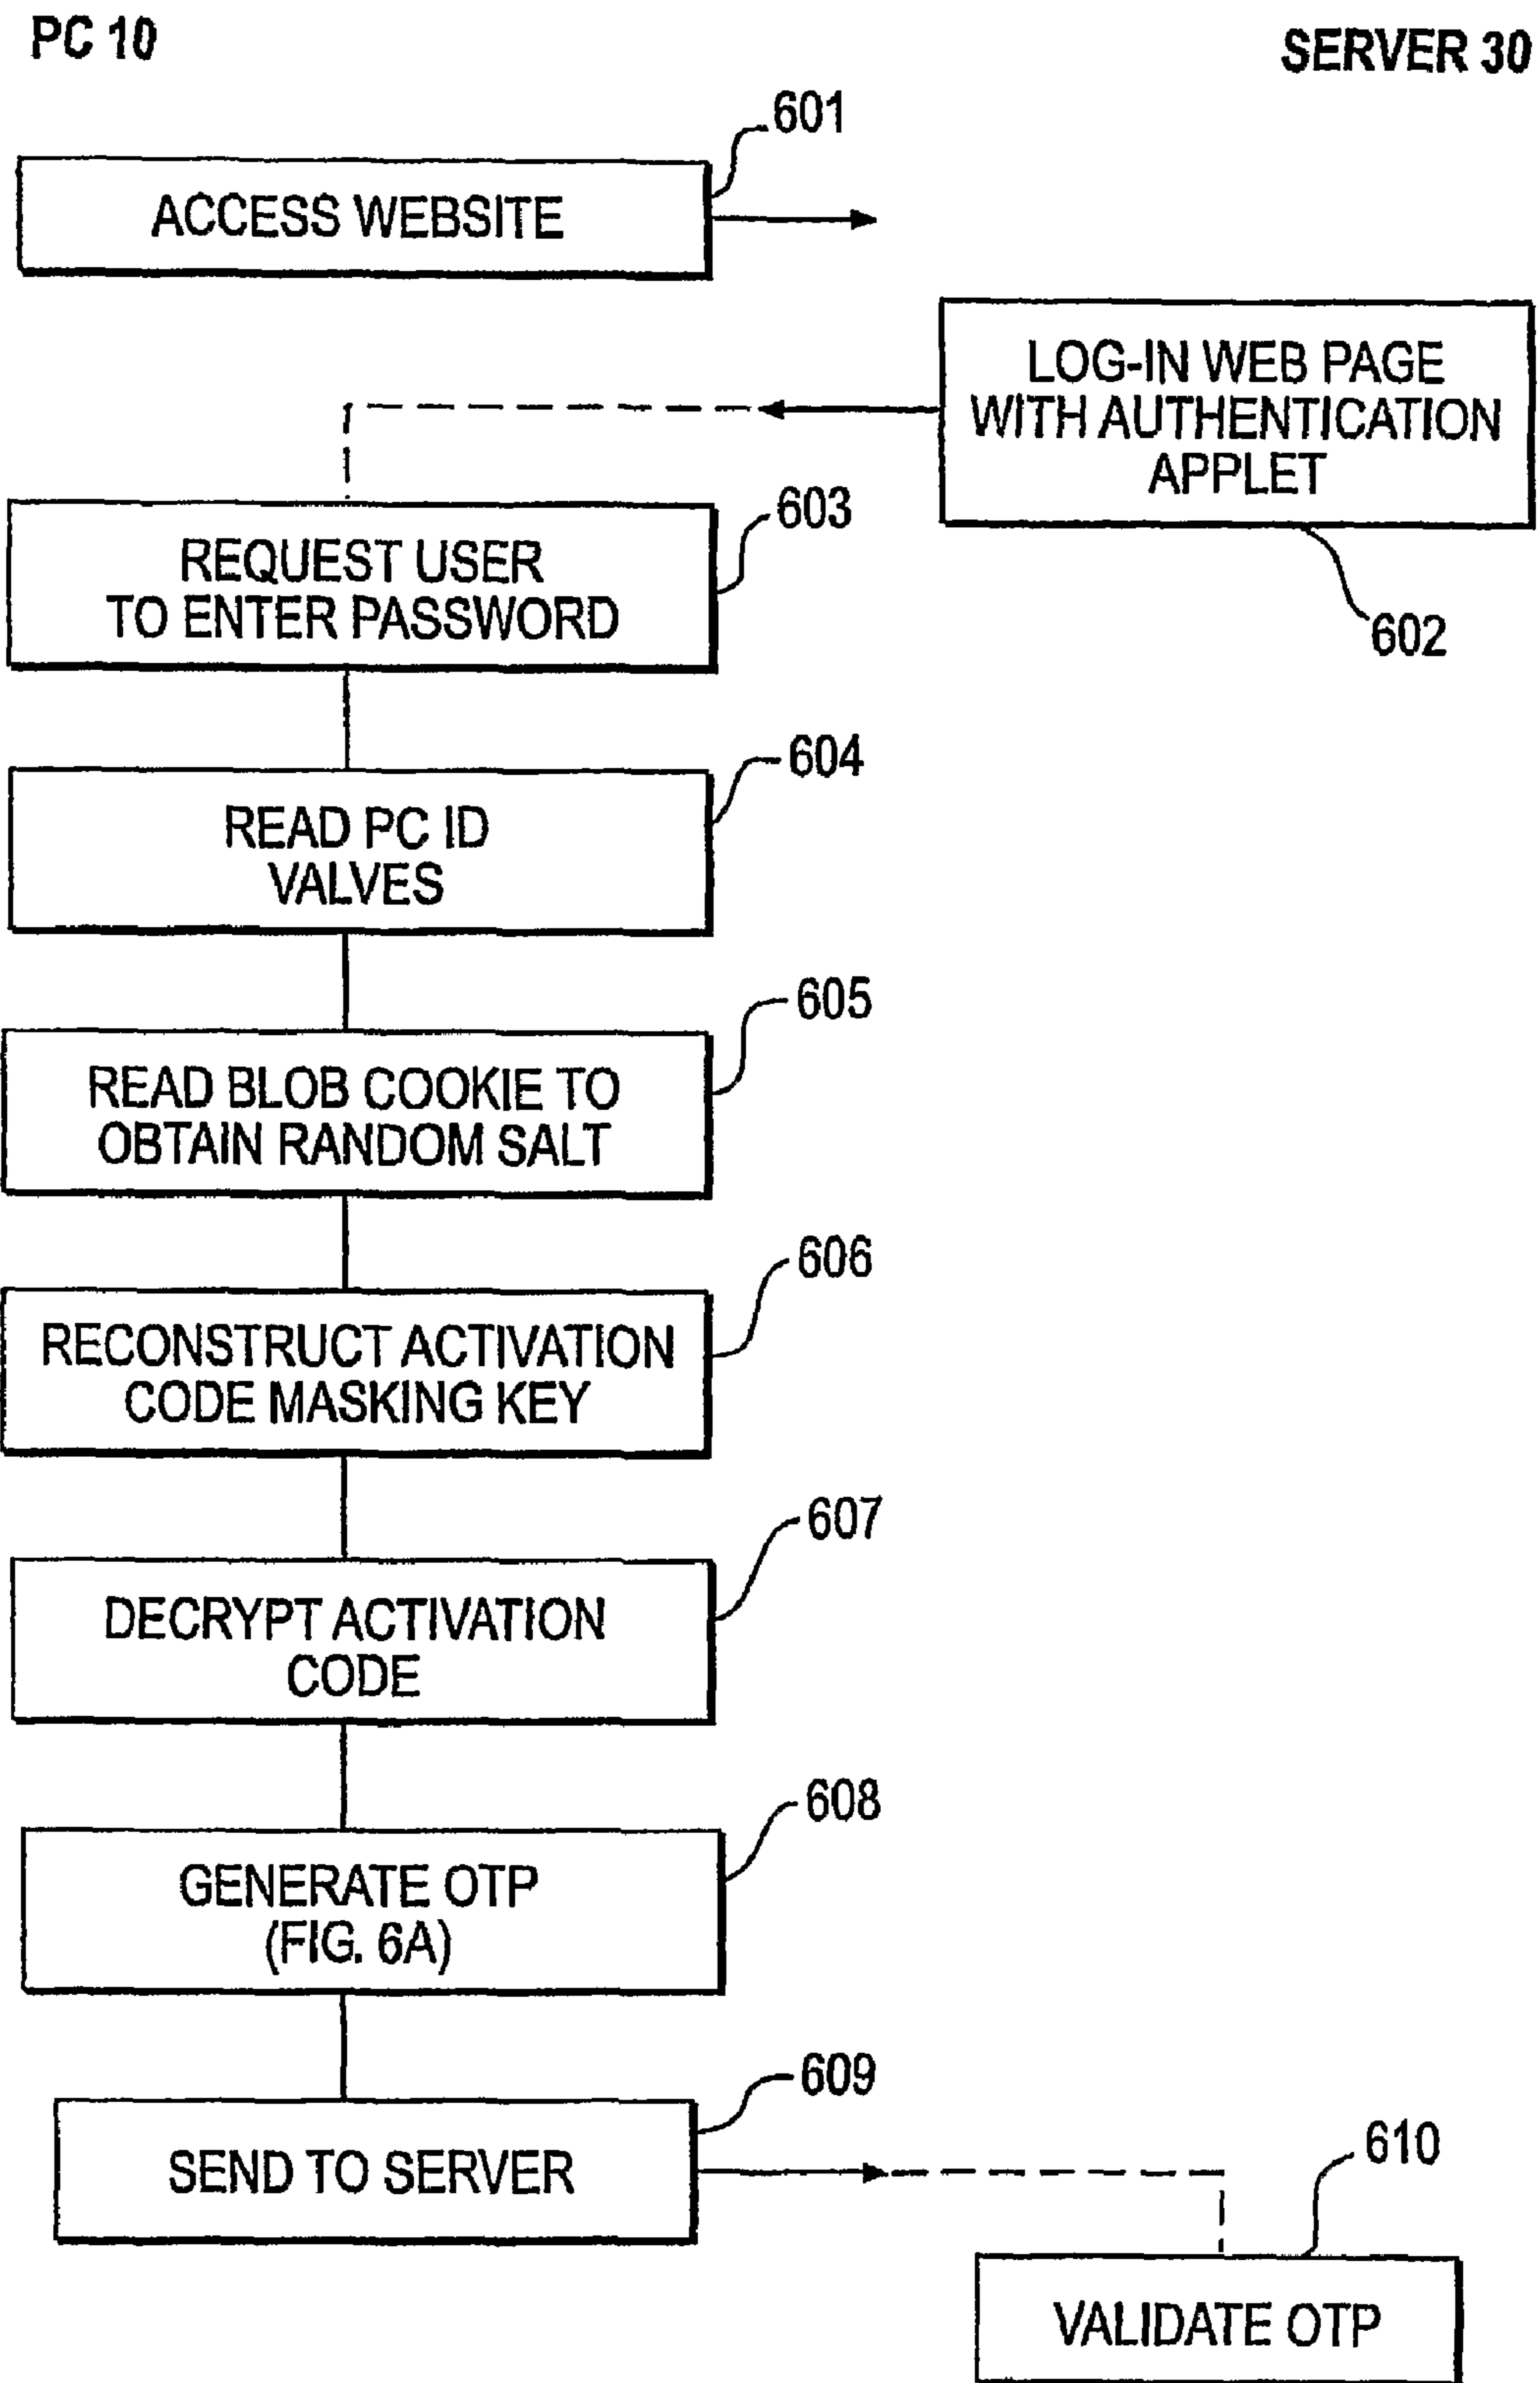 PC 10
SERVER 30
601
ACCESS WEBSITE
LOG-IN WEB PAGE
WITH AUTHENTICATION
APPLET
602
603
REQUEST USER
TO ENTER PASSWORD
604
READ PC ID
VALVES
605
READ BLOB COOKIE TO
OBTAIN RANDOM SALT
606
RECONSTRUCT ACTIVATION
CODE MASKING KEY
607
DECRYPT ACTIVATION
CODE
608
GENERATE OTP
(FIG. 6A)
609
SEND TO SERVER
610
VALIDATE OTP